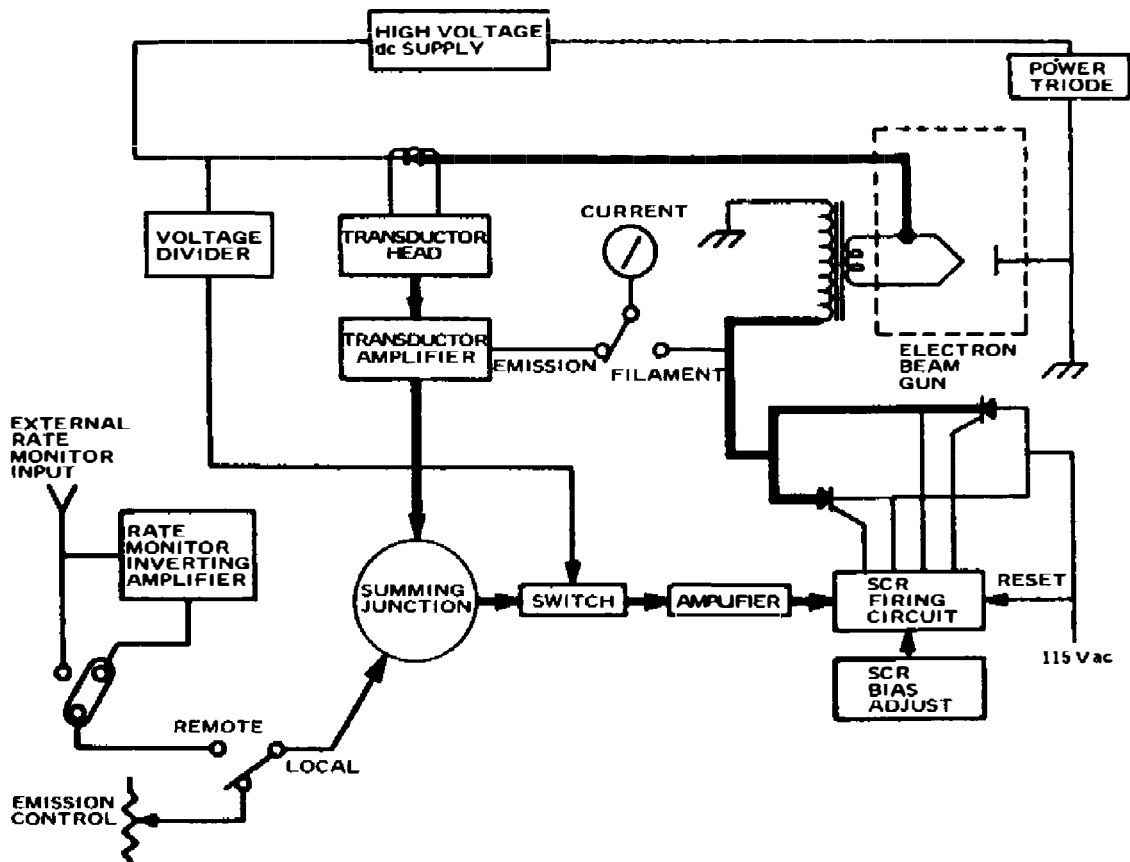 HIGH VOLTAGE
dc SUPPLY
POWER
TRIODE
VOLTAGE
DIVIDER
TRANSDUCTOR
HEAD
CURRENT
TRANSDUCTOR
AMPLIFIER
EMISSION
FILAMENT
ELECTRON
BEAM
GUN
EXTERNAL
RATE
MONITOR
INPUT
RATE
MONITOR
INVERTING
AMPLIFIER
SUMMING
JUNCTION
SWITCH
AMPLIFIER
SCR
FIRING
CIRCUIT
RESET
115 Vac
SCR
BIAS
ADJUST
REMOTE
LOCAL
EMISSION
CONTROL